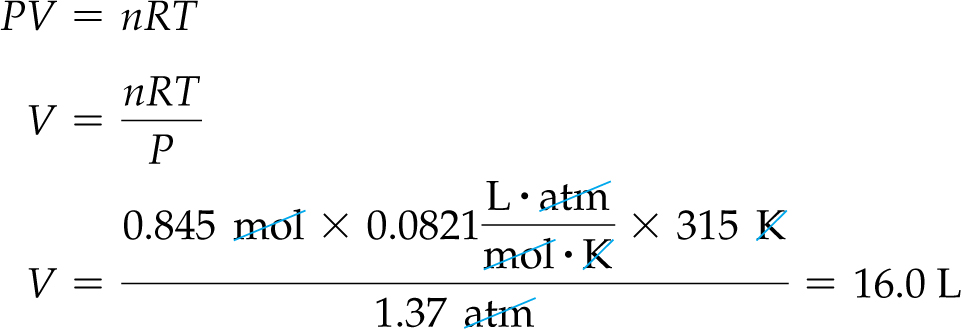 PV = nRT
V = nRT / P
V = 0.845 mol × 0.0821 L · atm / mol · K × 315 K / 1.37 atm = 16.0 L